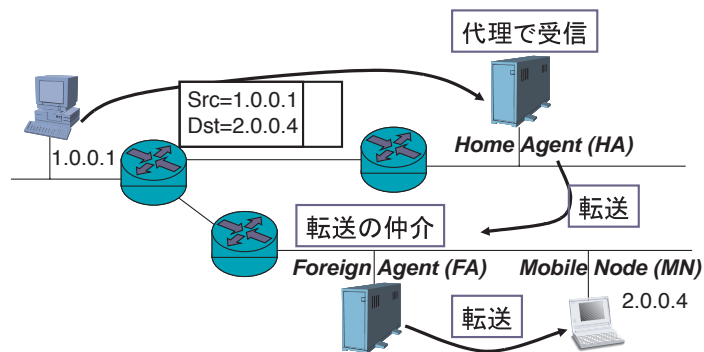 代理で受信
Src=1.0.0.1
Dst=2.0.0.4
1.0.0.1
Home Agent (HA)
転送
転送の仲介
Foreign Agent (FA)
Mobile Node (MN)
2.0.0.4
転送